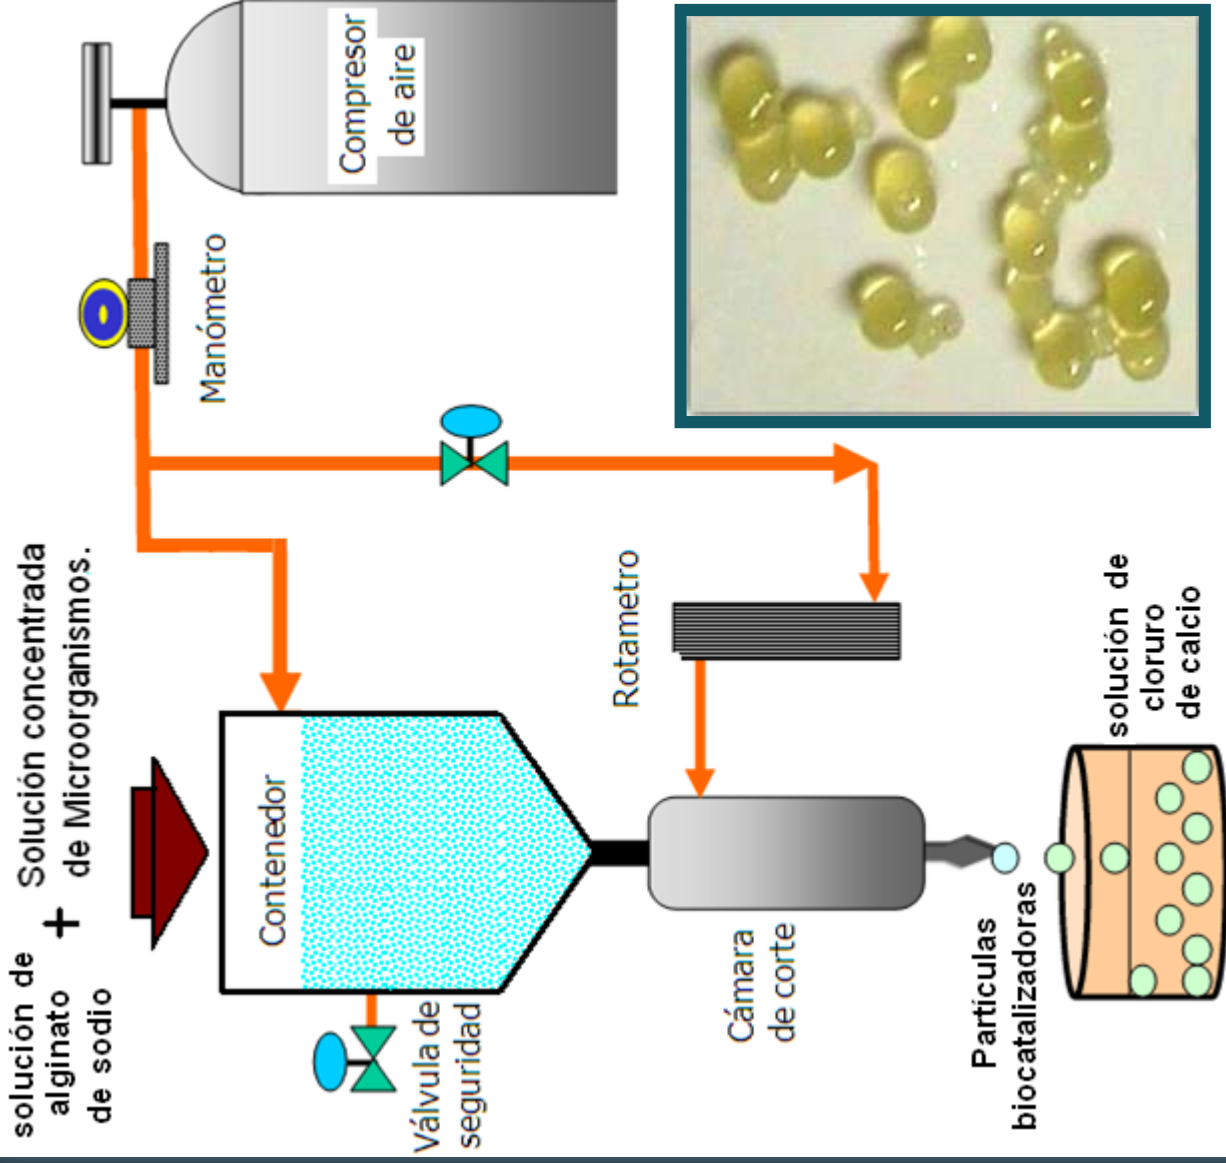 solución de
alginato
de sodio
+
Solución concentrada
de Microorganismos.
Compresor
de aire
Manómetro
Contenedor
Válvula de
seguridad
Rotametro
Cámara
de corte
Partículas
biocatalizadoras
solución de
cloruro
de calcio